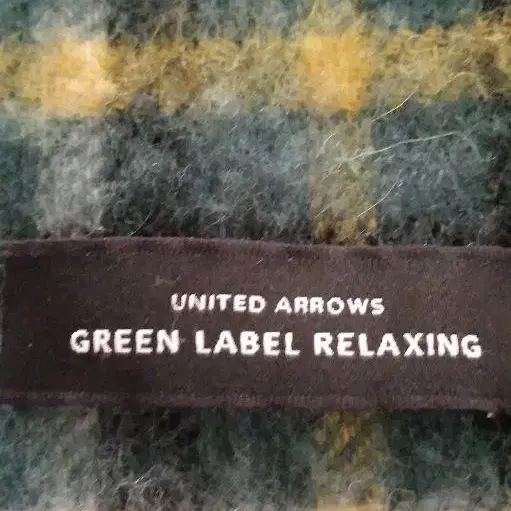 UNITED ARROWS
GREEN LABEL RELAXING